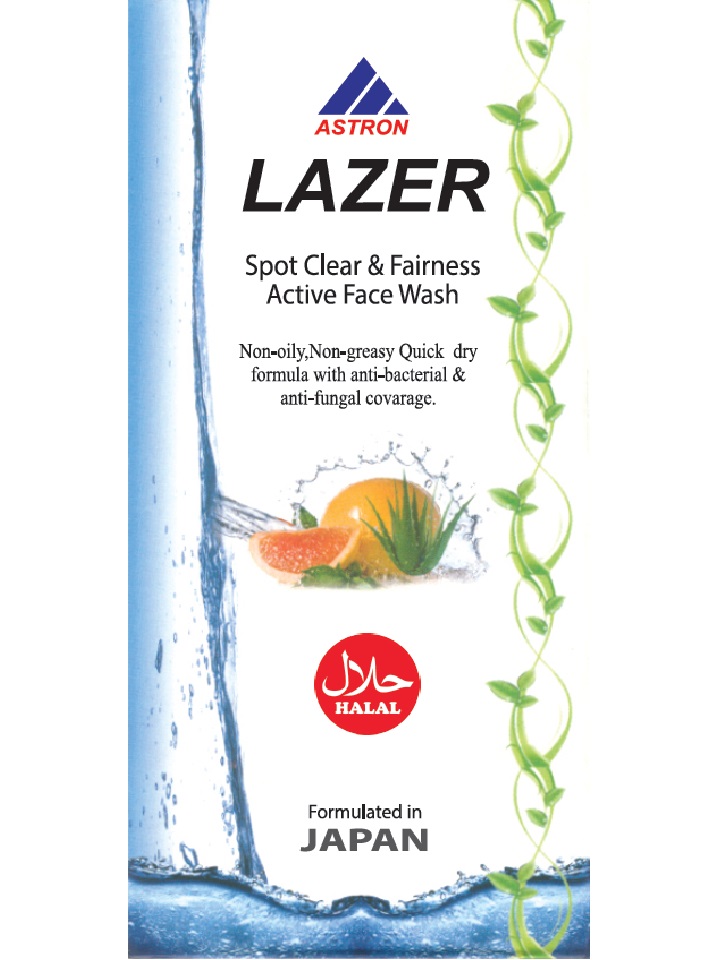 ASTRON
LAZER
Spot Clear & Fairness
Active Face Wash
Non-oily,Non-greasy Quick dry
formula with anti-bacterial &
anti-fungal covarage.
حلال
HALAL
Formulated in
JAPAN